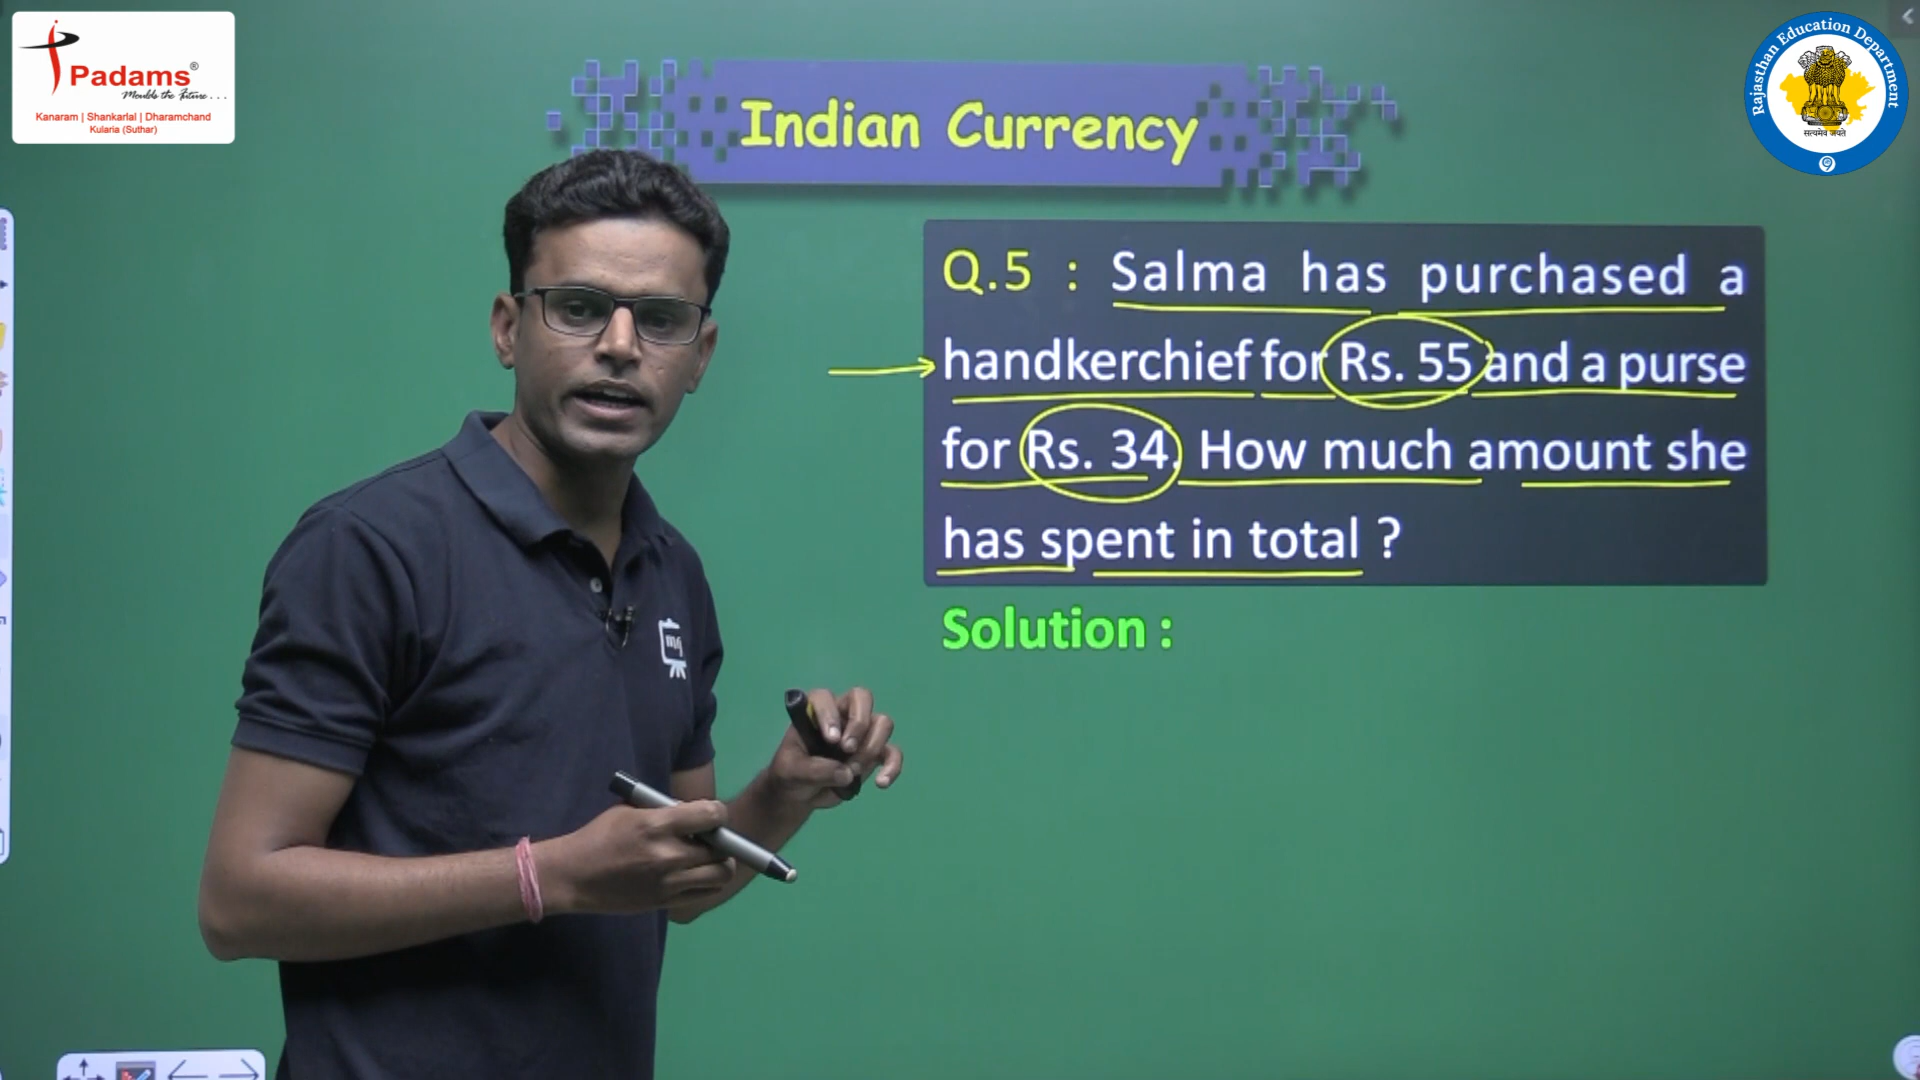 Padams®
Moulds the Future...
Kanaram | Shankarlal | Dharamchand
Kularia (Suthar)
Indian Currency
Rajasthan Education Department
सत्यमेव जयते
Q.5 : Salma has purchased a
handkerchief for Rs. 55 and a purse
for Rs. 34. How much amount she
has spent in total ?
Solution :